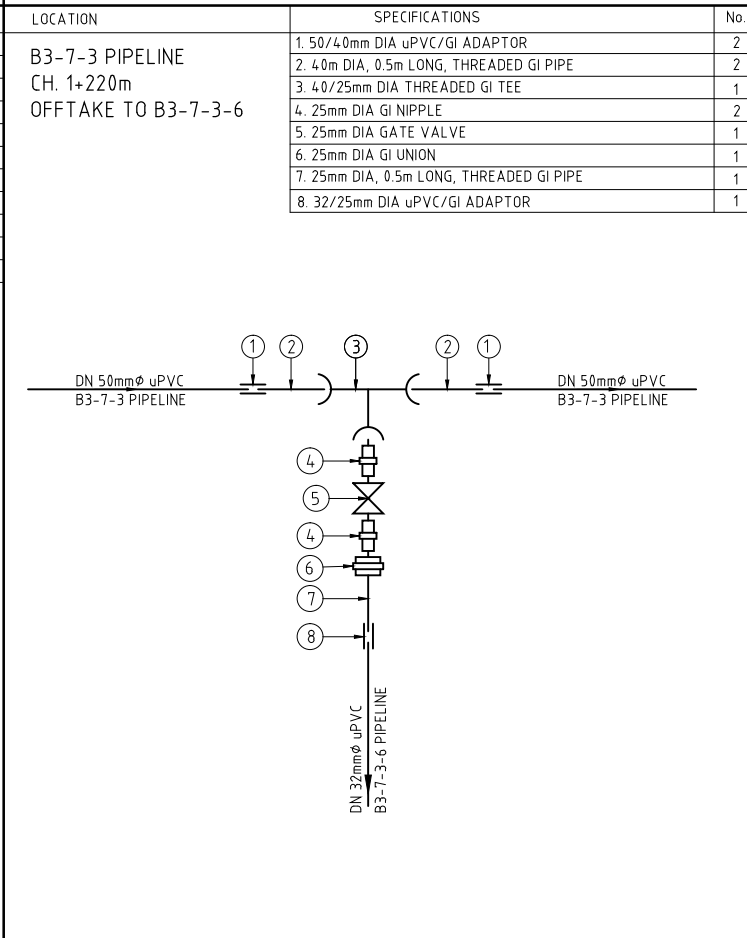 LOCATION SPECIFICATIONS No.
B3-7-3 PIPELINE
CH. 1+220m
OFFTAKE TO B3-7-3-6
1. 50/40mm DIA uPVC/GI ADAPTOR 2
2. 40m DIA, 0.5m LONG, THREADED GI PIPE 2
3. 40/25mm DIA THREADED GI TEE 1
4. 25mm DIA GI NIPPLE 2
5. 25mm DIA GATE VALVE 1
6. 25mm DIA GI UNION 1
7. 25mm DIA, 0.5m LONG, THREADED GI PIPE 1
8. 32/25mm DIA uPVC/GI ADAPTOR 1
1 2 3 2 1
DN 50mmØ uPVC
B3-7-3 PIPELINE
DN 50mmØ uPVC
B3-7-3 PIPELINE
4
5
4
6
7
8
DN 32mmØ uPVC
B3-7-3-6 PIPELINE